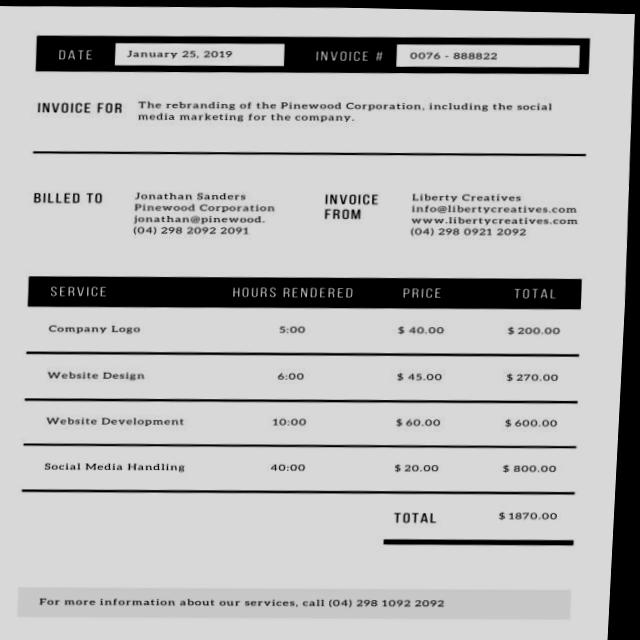 DATE January 25, 2019 INVOICE # 0076 - 888822
INVOICE FOR The rebranding of the Pinewood Corporation, including the social
media marketing for the company.
BILLED TO
Jonathan Sanders
Pinewood Corporation
jonathan@pinewood.
(04) 298 2092 2091
INVOICE
FROM
Liberty Creatives
info@libertycreatives.com
www.libertycreatives.com
(04) 298 0921 2092
SERVICE HOURS RENDERED PRICE TOTAL
Company Logo 5:00 $ 40.00 $ 200.00
Website Design 6:00 $ 45.00 $ 270.00
Website Development 10:00 $ 60.00 $ 600.00
Social Media Handling 40:00 $ 20.00 $ 800.00
TOTAL $ 1870.00
For more information about our services, call (04) 298 1092 2092